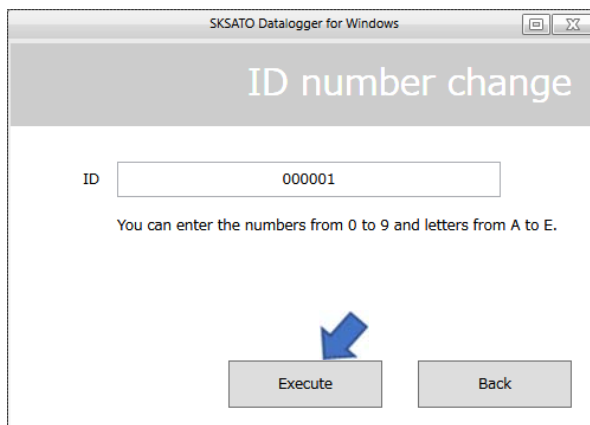 SKSATO Datalogger for Windows
ID number change
ID 000001
You can enter the numbers from 0 to 9 and letters from A to E.
Execute Back